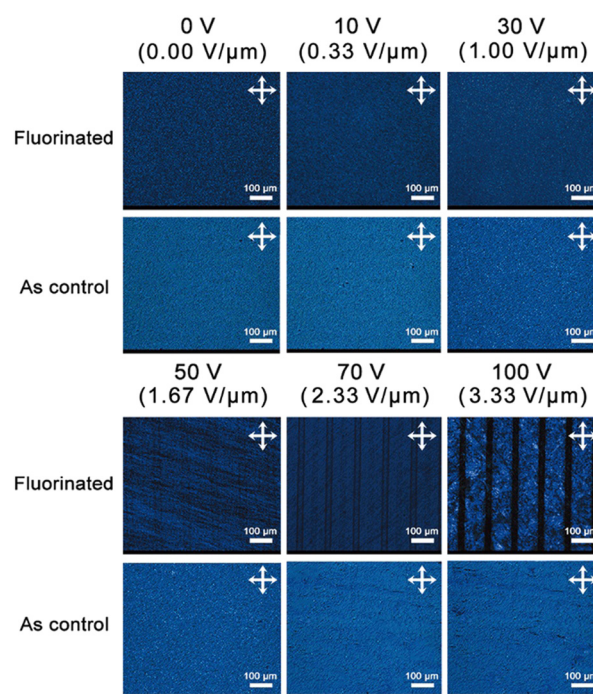 0 V 10 V 30 V
(0.00 V/μm) (0.33 V/μm) (1.00 V/μm)
Fluorinated
100 μm 100 μm 100 μm
As control
100 μm 100 μm 100 μm
50 V 70 V 100 V
(1.67 V/μm) (2.33 V/μm) (3.33 V/μm)
Fluorinated
100 μm 100 μm 100 μm
As control
100 μm 100 μm 100 μm